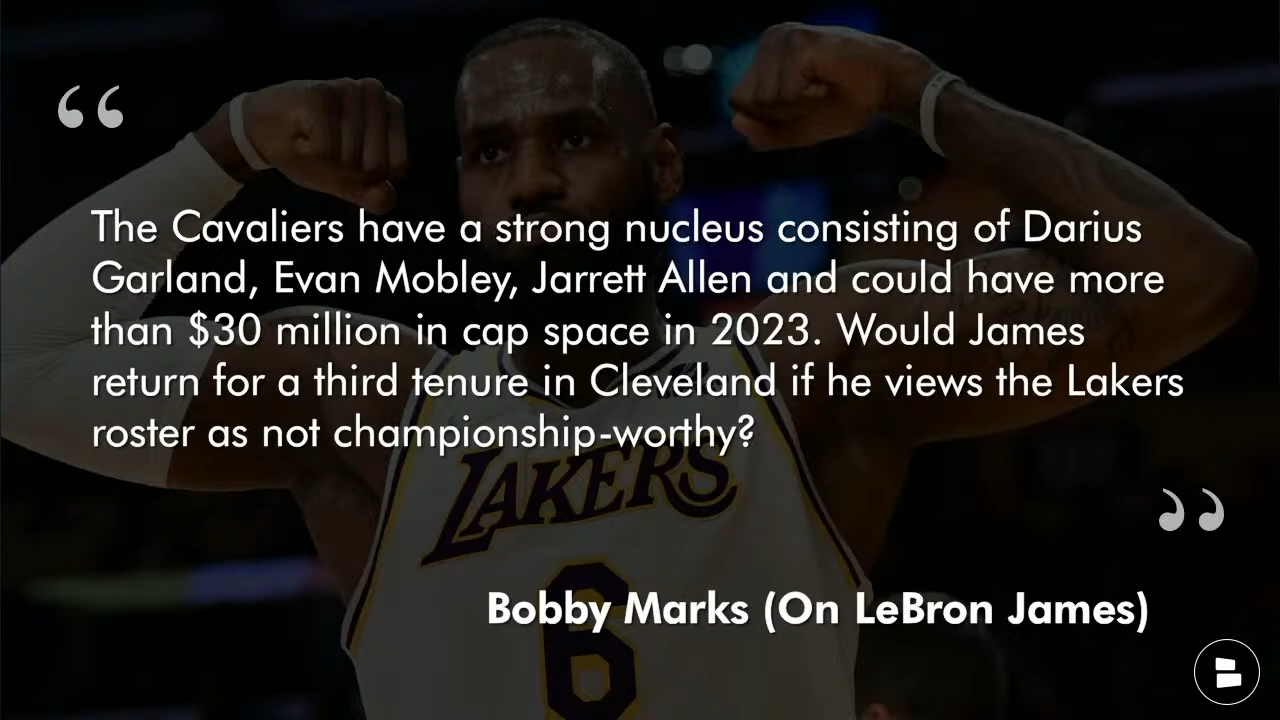 “
The Cavaliers have a strong nucleus consisting of Darius
Garland, Evan Mobley, Jarrett Allen and could have more
than $30 million in cap space in 2023. Would James
return for a third tenure in Cleveland if he views the Lakers
roster as not championship-worthy?
LAKERS
”
6
Bobby Marks (On LeBron James)